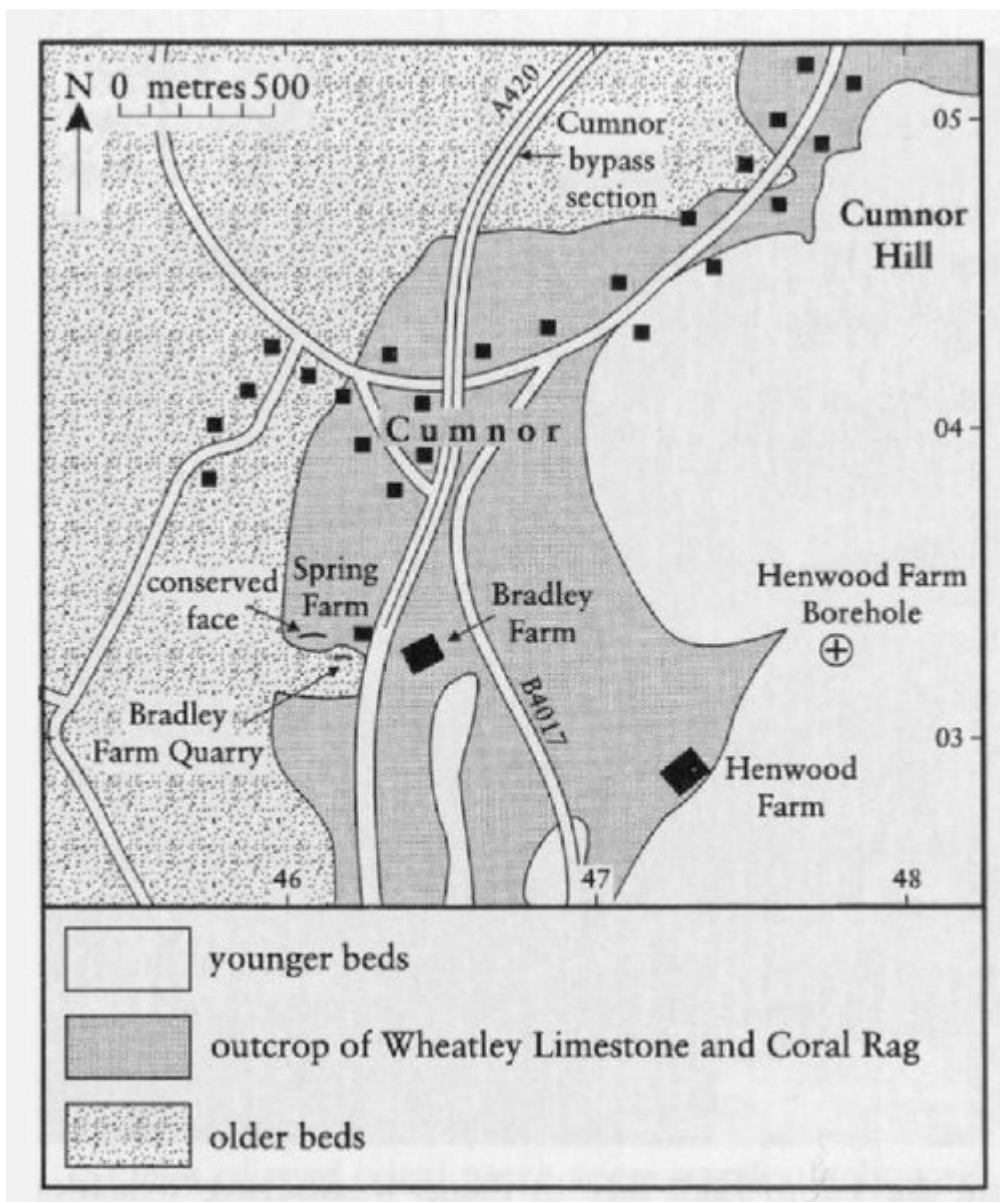 N 0 metres 500
A420
Cumnor
bypass
section
05
Cumnor
Hill
Cumnor
04
conserved
face
Spring
Farm
Bradley
Farm
Henwood Farm
Borehole
Bradley
Farm Quarry
B4017
03
Henwood
Farm
46
47
48
younger beds
outcrop of Wheatley Limestone and Coral Rag
older beds